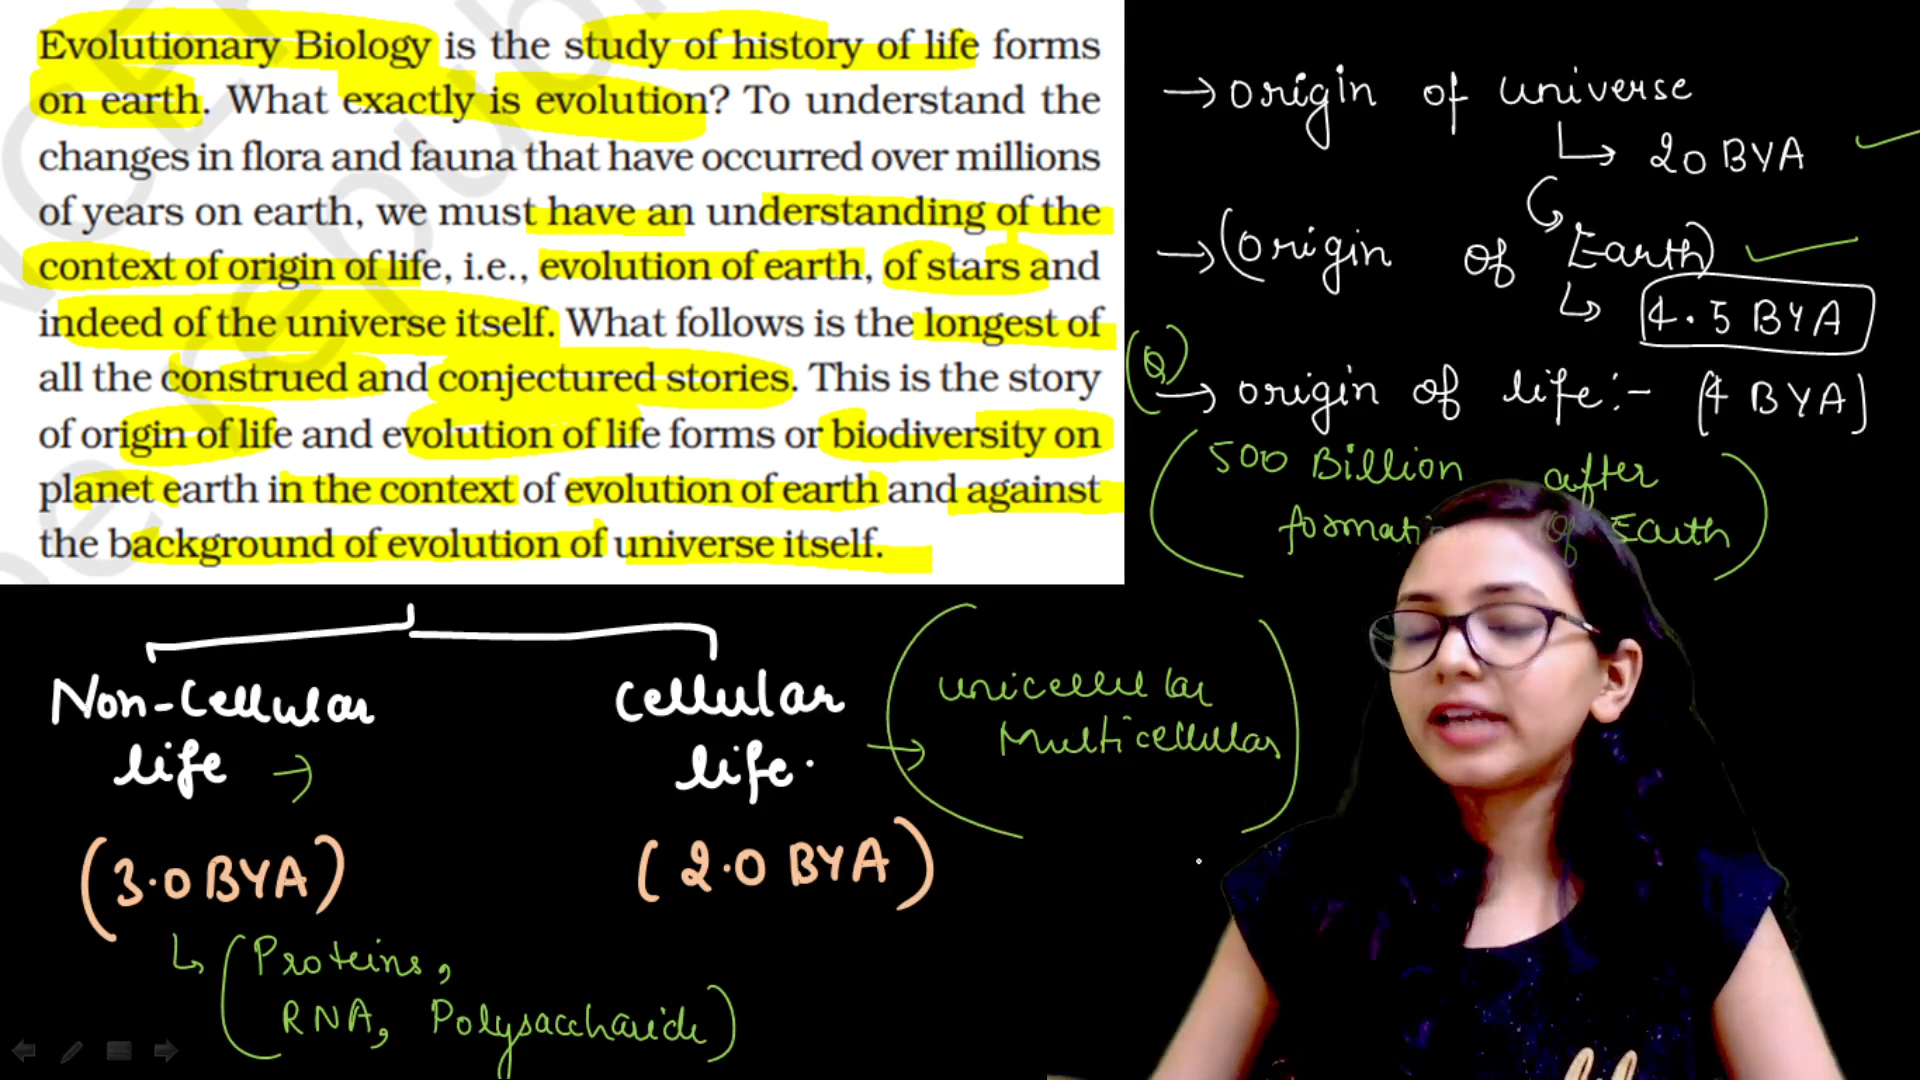 Evolutionary Biology is the study of history of life forms
on earth. What exactly is evolution? To understand the
changes in flora and fauna that have occurred over millions
of years on earth, we must have an understanding of the
context of origin of life, i.e., evolution of earth, of stars and
indeed of the universe itself. What follows is the longest of
all the construed and conjectured stories. This is the story
of origin of life and evolution of life forms or biodiversity on
planet earth in the context of evolution of earth and against
the background of evolution of universe itself.
→ origin of universe
↳ 20 BYA
→ (origin of Earth)
↳ 4.5 BYA
(Q)
→ origin of life:- (4 BYA]
(500 Billion after
of Earth)
Non-Cellular
life →
(3.0 BYA)
↳ (Proteins,
RNA, Polysaccharide)
Cellular
life.
(2.0 BYA)
→ (unicellular
Multicellular)